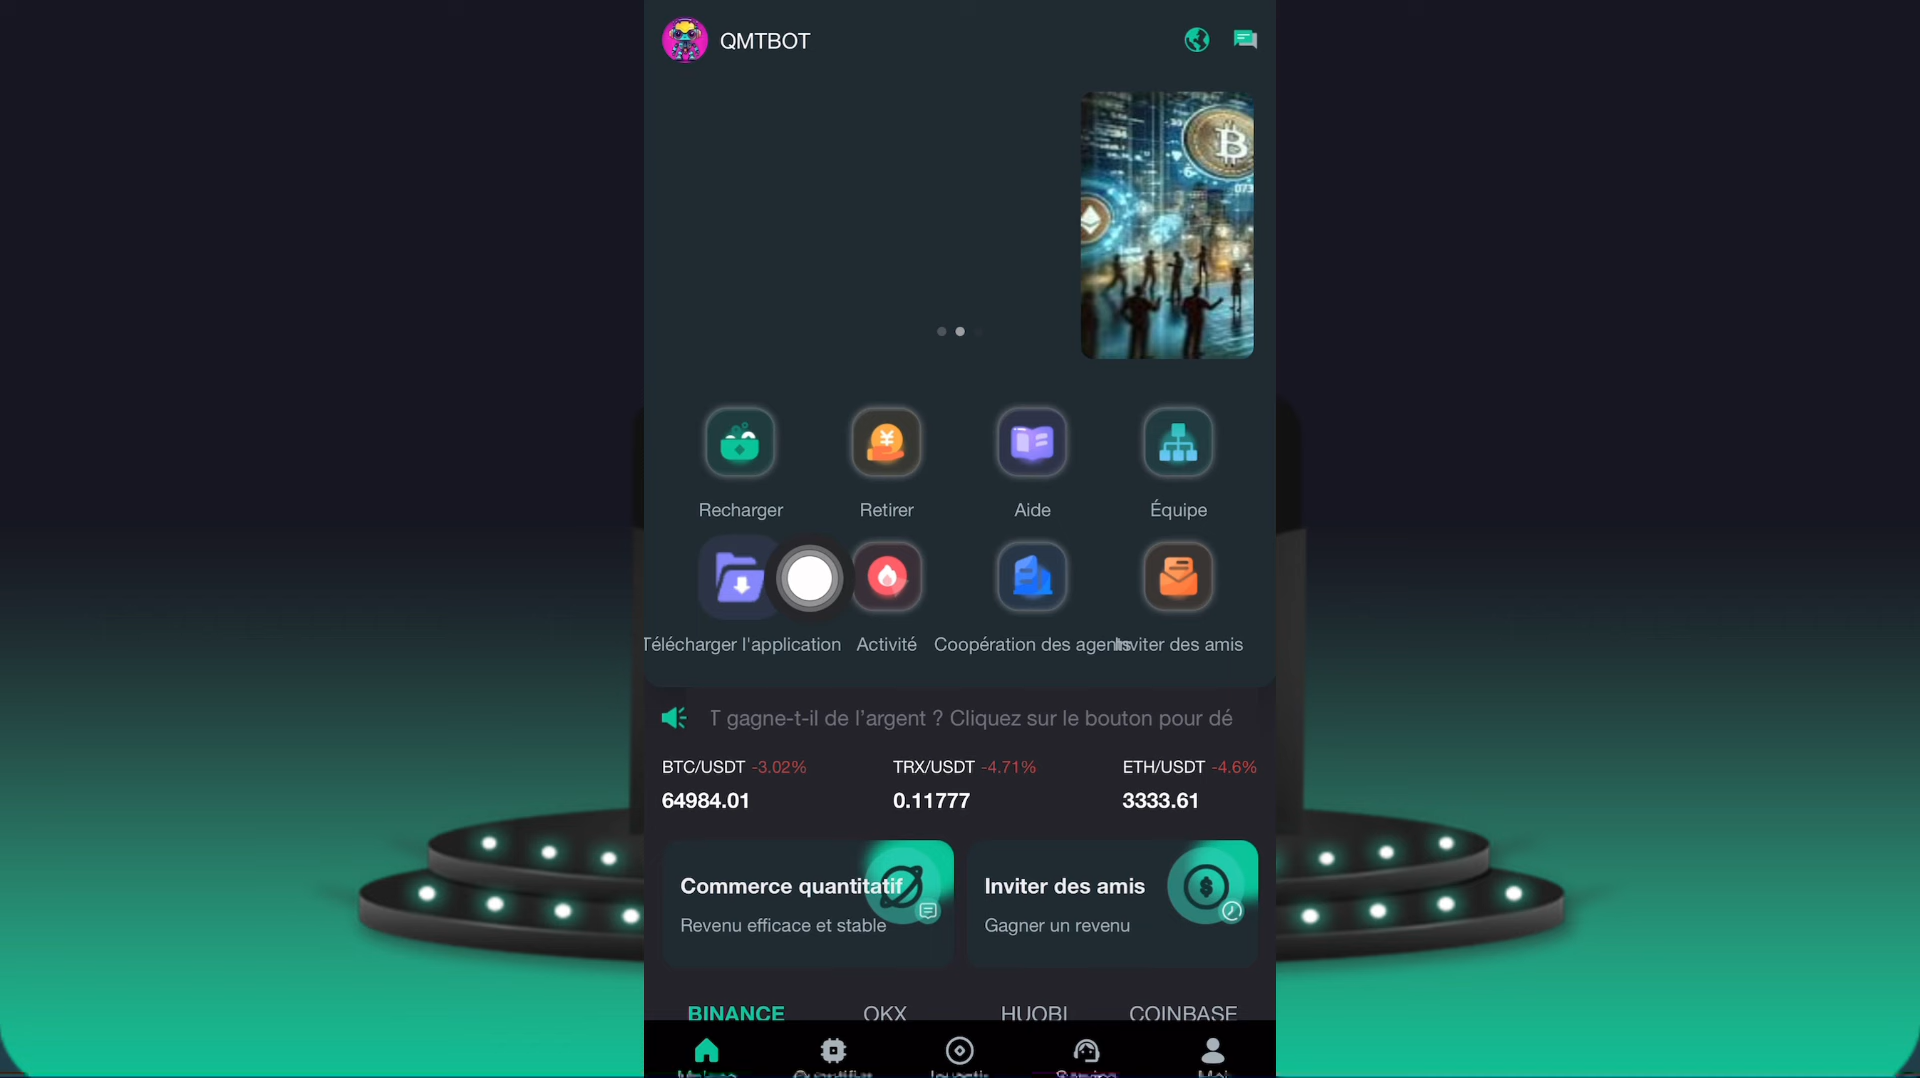 QMTBOT
Recharger
Retirer
Aide
Équipe
Télécharger l'application
Activité
Coopération des agents
Inviter des amis
T gagne-t-il de l’argent ? Cliquez sur le bouton pour dé
BTC/USDT -3.02%
TRX/USDT -4.71%
ETH/USDT -4.6%
64984.01
0.11777
3333.61
Commerce quantitatif
Inviter des amis
Revenu efficace et stable
Gagner un revenu
BINANCE
OKX
HUOBI
COINBASE